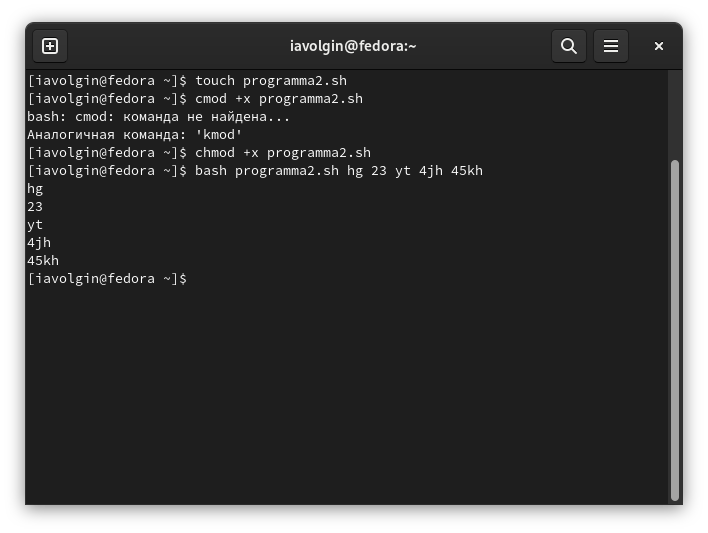 iavolgin@fedora:~
[iavolgin@fedora ~]$ touch programma2.sh
[iavolgin@fedora ~]$ cmod +x programma2.sh
bash: cmod: команда не найдена...
Аналогичная команда: 'kmod'
[iavolgin@fedora ~]$ chmod +x programma2.sh
[iavolgin@fedora ~]$ bash programma2.sh hg 23 yt 4jh 45kh
hg
23
yt
4jh
45kh
[iavolgin@fedora ~]$